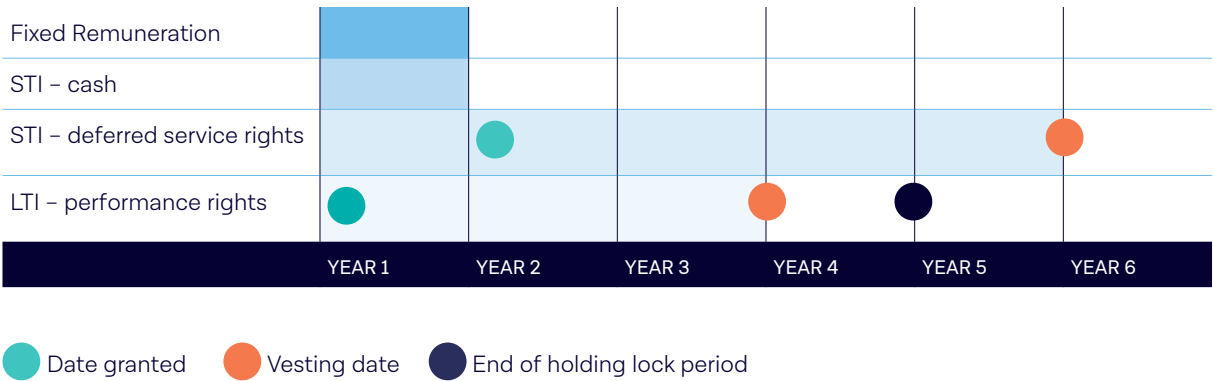 Fixed Remuneration
STI – cash
STI – deferred service rights
LTI – performance rights
YEAR 1 YEAR 2 YEAR 3 YEAR 4 YEAR 5 YEAR 6
Date granted Vesting date End of holding lock period